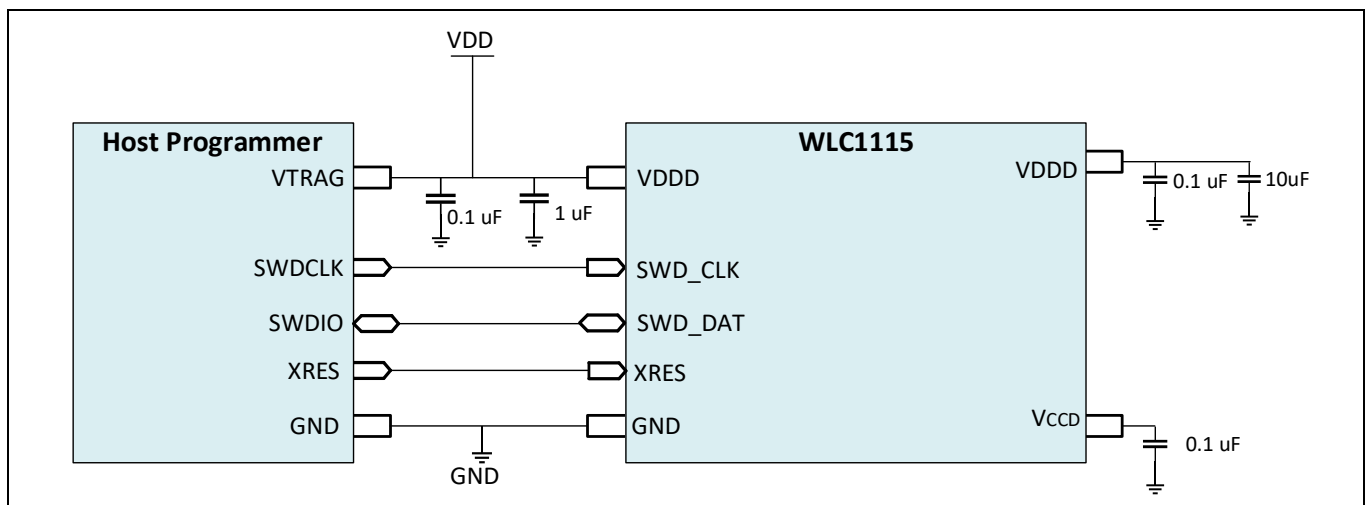 VDD
Host Programmer
WLC1115
VTRAG
VDDD
VDDD
0.1 uF
1 uF
0.1 uF
10uF
SWDCLK
SWD_CLK
SWDIO
SWD_DAT
XRES
XRES
GND
GND
VCCD
0.1 uF
GND